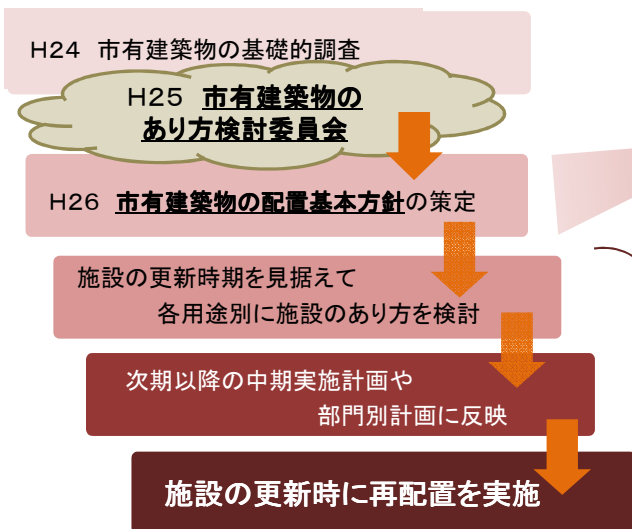 H24 市有建築物の基礎的調査
H25 市有建築物の
あり方検討委員会
H26 市有建築物の配置基本方針の策定
施設の更新時期を見据えて
各用途別に施設のあり方を検討
次期以降の中期実施計画や
部門別計画に反映
施設の更新時に再配置を実施